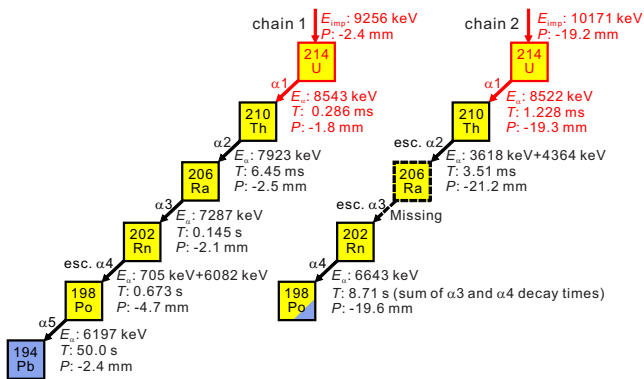 chain 1
E_imp: 9256 keV
P: -2.4 mm
214
U
α1
Eα: 8543 keV
T: 0.286 ms
P: -1.8 mm
210
Th
α2
Eα: 7923 keV
T: 6.45 ms
P: -2.5 mm
206
Ra
α3
Eα: 7287 keV
T: 0.145 s
P: -2.1 mm
202
Rn
esc. α4
Eα: 705 keV+6082 keV
T: 0.673 s
P: -4.7 mm
198
Po
α5
Eα: 6197 keV
T: 50.0 s
P: -2.4 mm
194
Pb
chain 2
E_imp: 10171 keV
P: -19.2 mm
214
U
α1
Eα: 8522 keV
T: 1.228 ms
P: -19.3 mm
210
Th
esc. α2
Eα: 3618 keV+4364 keV
T: 3.51 ms
P: -21.2 mm
206
Ra
esc. α3
Missing
202
Rn
α4
Eα: 6643 keV
T: 8.71 s (sum of α3 and α4 decay times)
P: -19.6 mm
198
Po